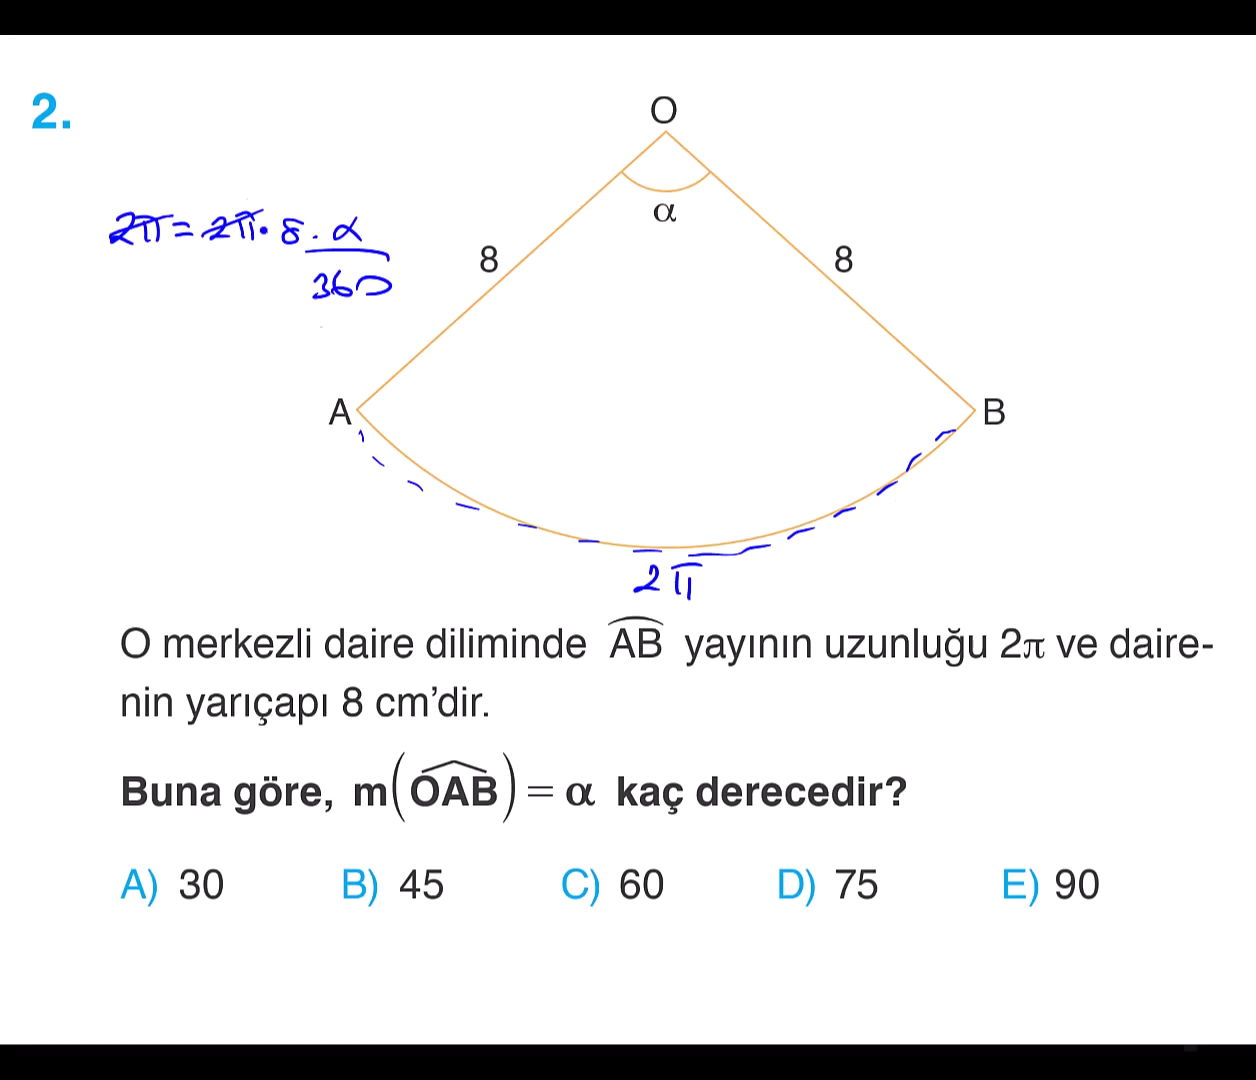 2.
O
α
2π = 2π · 8 · α
360
8
8
A
B
2π
O merkezli daire diliminde AB yayının uzunluğu 2π ve daire-
nin yarıçapı 8 cm’dir.
Buna göre, m(OAB) = α kaç derecedir?
A) 30 B) 45 C) 60 D) 75 E) 90